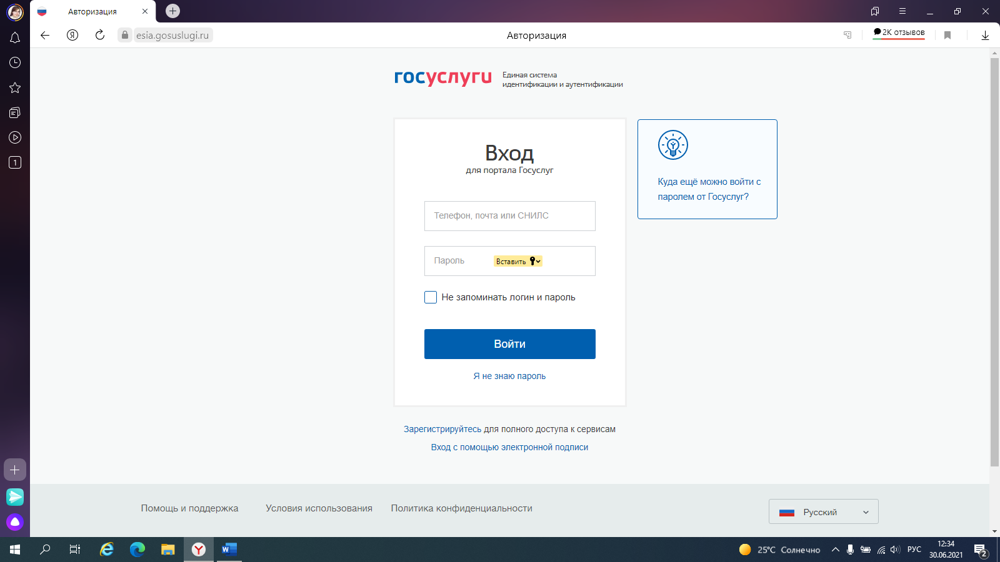 Авторизация
esia.gosuslugi.ru
Авторизация
2К отзывов
1
госуслуги
Единая система
идентификации и аутентификации
Вход
для портала Госуслуг
Телефон, почта или СНИЛС
Пароль
Вставить
Не запоминать логин и пароль
Войти
Я не знаю пароль
Куда ещё можно войти с
паролем от Госуслуг?
Зарегистрируйтесь для полного доступа к сервисам
Вход с помощью электронной подписи
Помощь и поддержка
Условия использования
Политика конфиденциальности
Русский
25°C Солнечно
РУС
12:34
30.06.2021
2